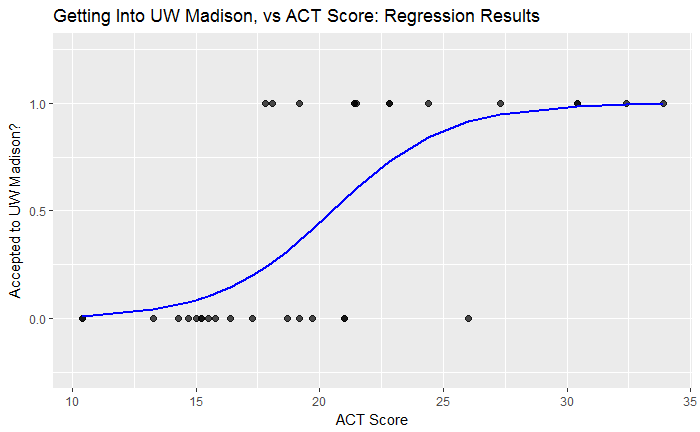 Getting Into UW Madison, vs ACT Score: Regression Results
Accepted to UW Madison?
1.0
0.5
0.0
10 15 20 25 30 35
ACT Score